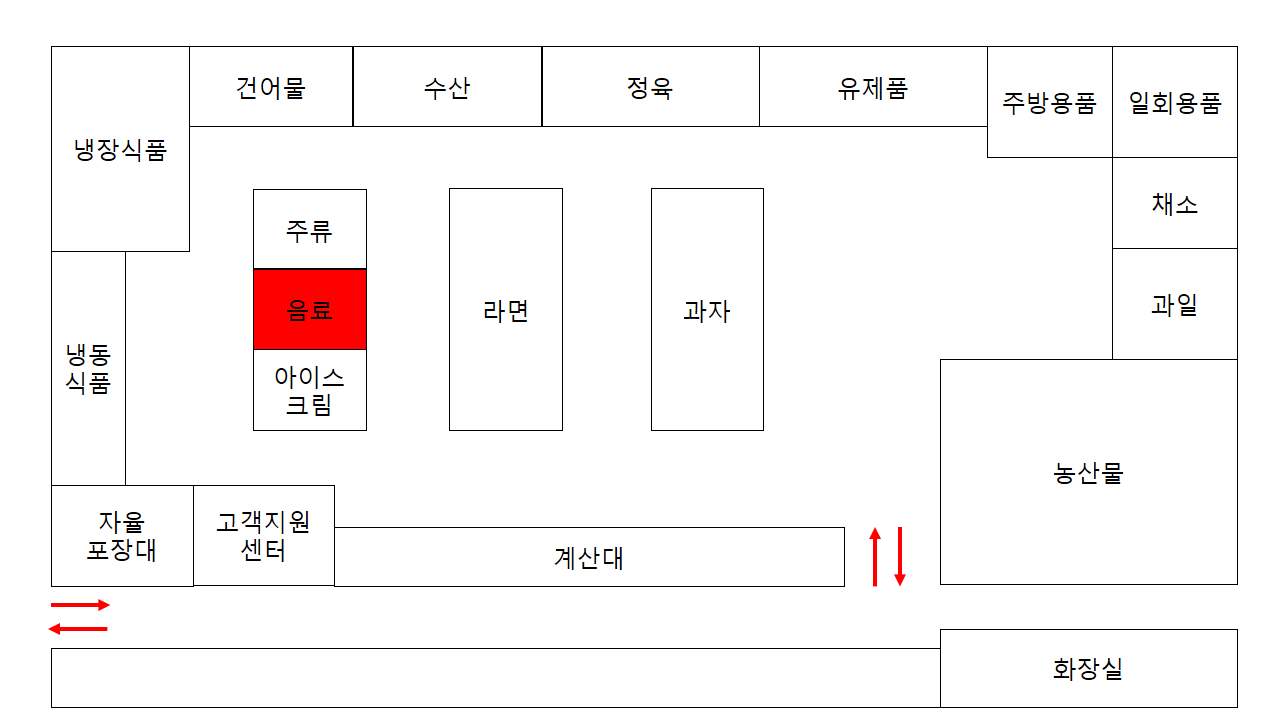 건어물
수산
정육
유제품
주방용품
일회용품
냉장식품
채소
주류
음료
라면
과자
과일
냉동
식품
아이스
크림
농산물
자율
포장대
고객지원
센터
계산대
화장실